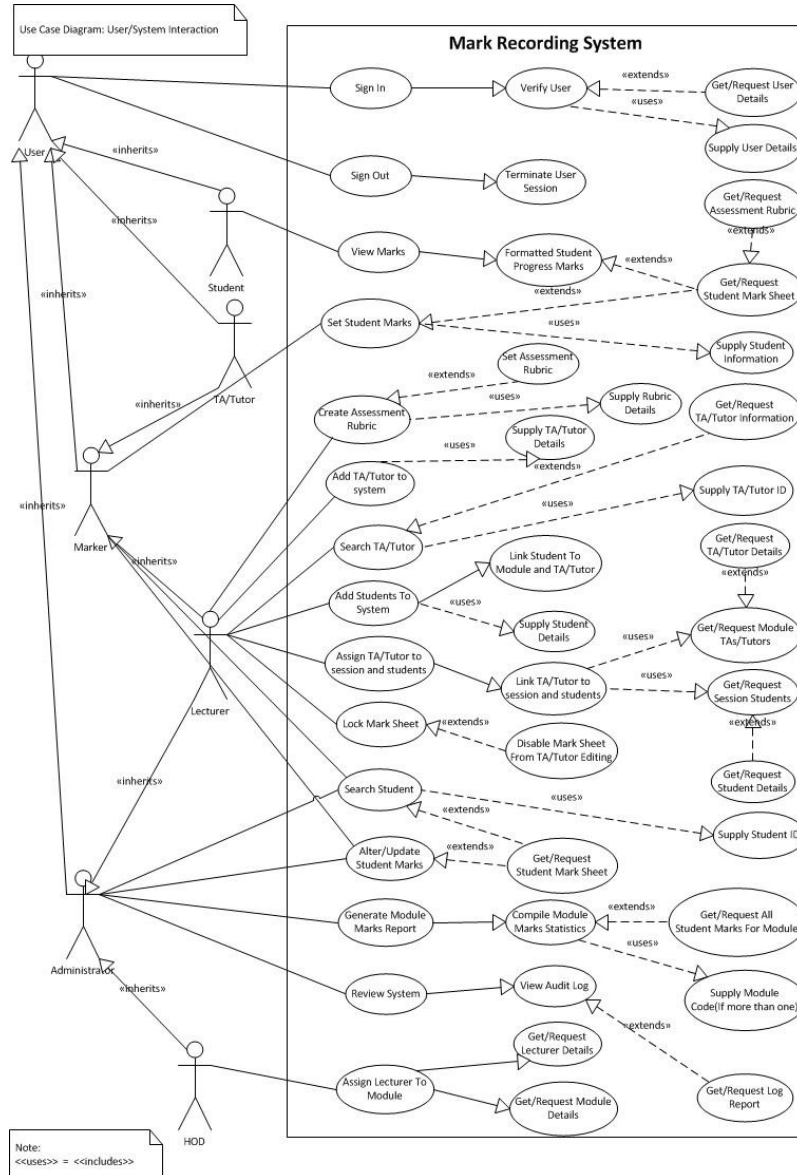 Use Case Diagram: User/System Interaction
Mark Recording System
User
Sign In
Verify User
«extends»
Get/Request User
Details
«uses»
Supply User Details
«inherits»
Sign Out
Terminate User
Session
Get/Request
Assessment Rubric
«extends»
«inherits»
Student
View Marks
Formatted Student
Progress Marks
«extends»
Get/Request
Student Mark Sheet
«inherits»
«extends»
Set Student Marks
«uses»
Supply Student
Information
TA/Tutor
«inherits»
Set Assessment
Rubric
«extends»
Create Assessment
Rubric
«uses»
Supply Rubric
Details
Get/Request
TA/Tutor Information
Supply TA/Tutor
Details
«uses»
Add TA/Tutor to
system
«extends»
Supply TA/Tutor ID
«uses»
Search TA/Tutor
Marker
«inherits»
«inherits»
Get/Request
TA/Tutor Details
«extends»
Link Student To
Module and TA/Tutor
Add Students To
System
«uses»
Supply Student
Details
Get/Request Module
TAs/Tutors
«uses»
Assign TA/Tutor to
session and students
Link TA/Tutor to
session and students
«uses»
Get/Request
Session Students
Lecturer
Lock Mark Sheet
«extends»
Disable Mark Sheet
From TA/Tutor Editing
«extends»
Get/Request
Student Details
«inherits»
Search Student
«uses»
Supply Student ID
«extends»
Alter/Update
Student Marks
«extends»
Get/Request
Student Mark Sheet
Generate Module
Marks Report
Compile Module
Marks Statistics
«extends»
Get/Request All
Student Marks For Module
«uses»
Supply Module
Code(If more than one)
Administrator
«inherits»
Review System
View Audit Log
«extends»
Get/Request Log
Report
Get/Request
Lecturer Details
Assign Lecturer To
Module
Get/Request Module
Details
HOD
Note:
<<uses>> = <<includes>>